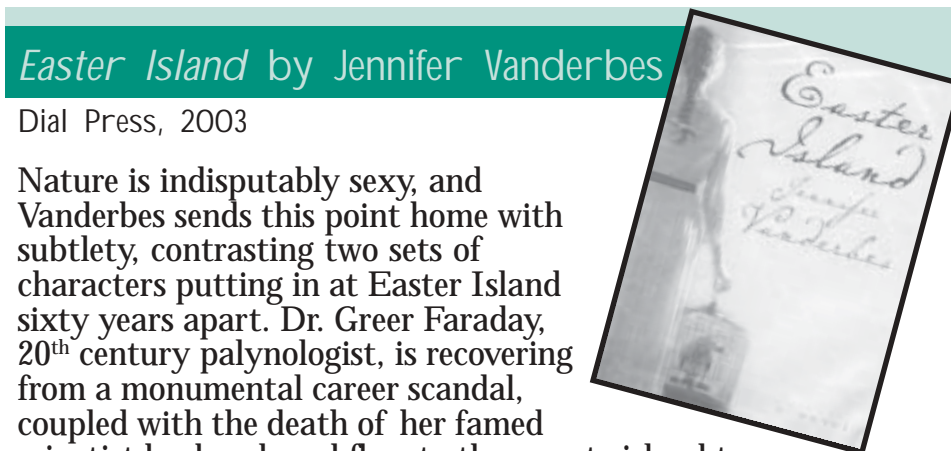 Easter Island by Jennifer Vanderbes
Dial Press, 2003
Nature is indisputably sexy, and
Vanderbes sends this point home with
subtlety, contrasting two sets of
characters putting in at Easter Island
sixty years apart. Dr. Greer Faraday,
20th century palynologist, is recovering
from a monumental career scandal,
coupled with the death of her famed
Easter
Island
Jennifer
Vanderbes